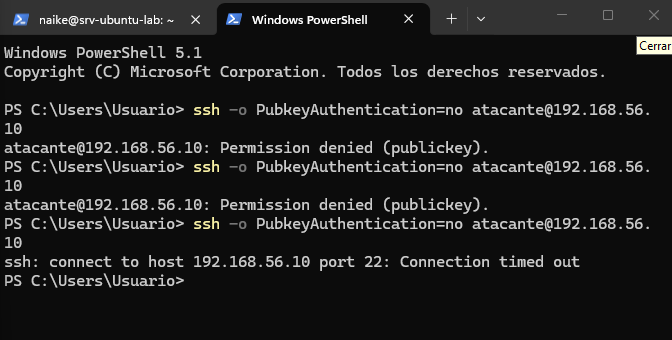 naike@srv-ubuntu-lab: ~
Windows PowerShell
Cerrar
Windows PowerShell 5.1
Copyright (C) Microsoft Corporation. Todos los derechos reservados.
PS C:\Users\Usuario> ssh -o PubkeyAuthentication=no atacante@192.168.56.
10
atacante@192.168.56.10: Permission denied (publickey).
PS C:\Users\Usuario> ssh -o PubkeyAuthentication=no atacante@192.168.56.
10
atacante@192.168.56.10: Permission denied (publickey).
PS C:\Users\Usuario> ssh -o PubkeyAuthentication=no atacante@192.168.56.
10
ssh: connect to host 192.168.56.10 port 22: Connection timed out
PS C:\Users\Usuario>